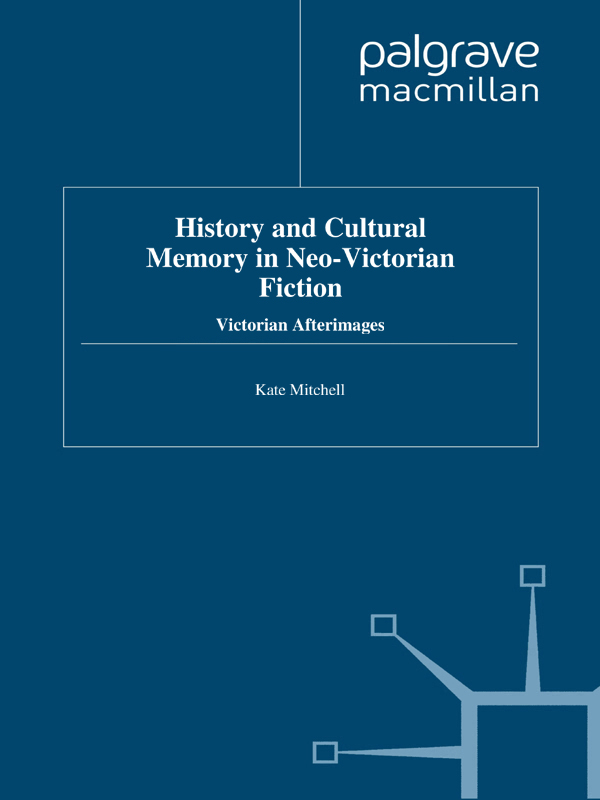 palgrave
macmillan
History and Cultural
Memory in Neo-Victorian
Fiction
Victorian Afterimages
Kate Mitchell